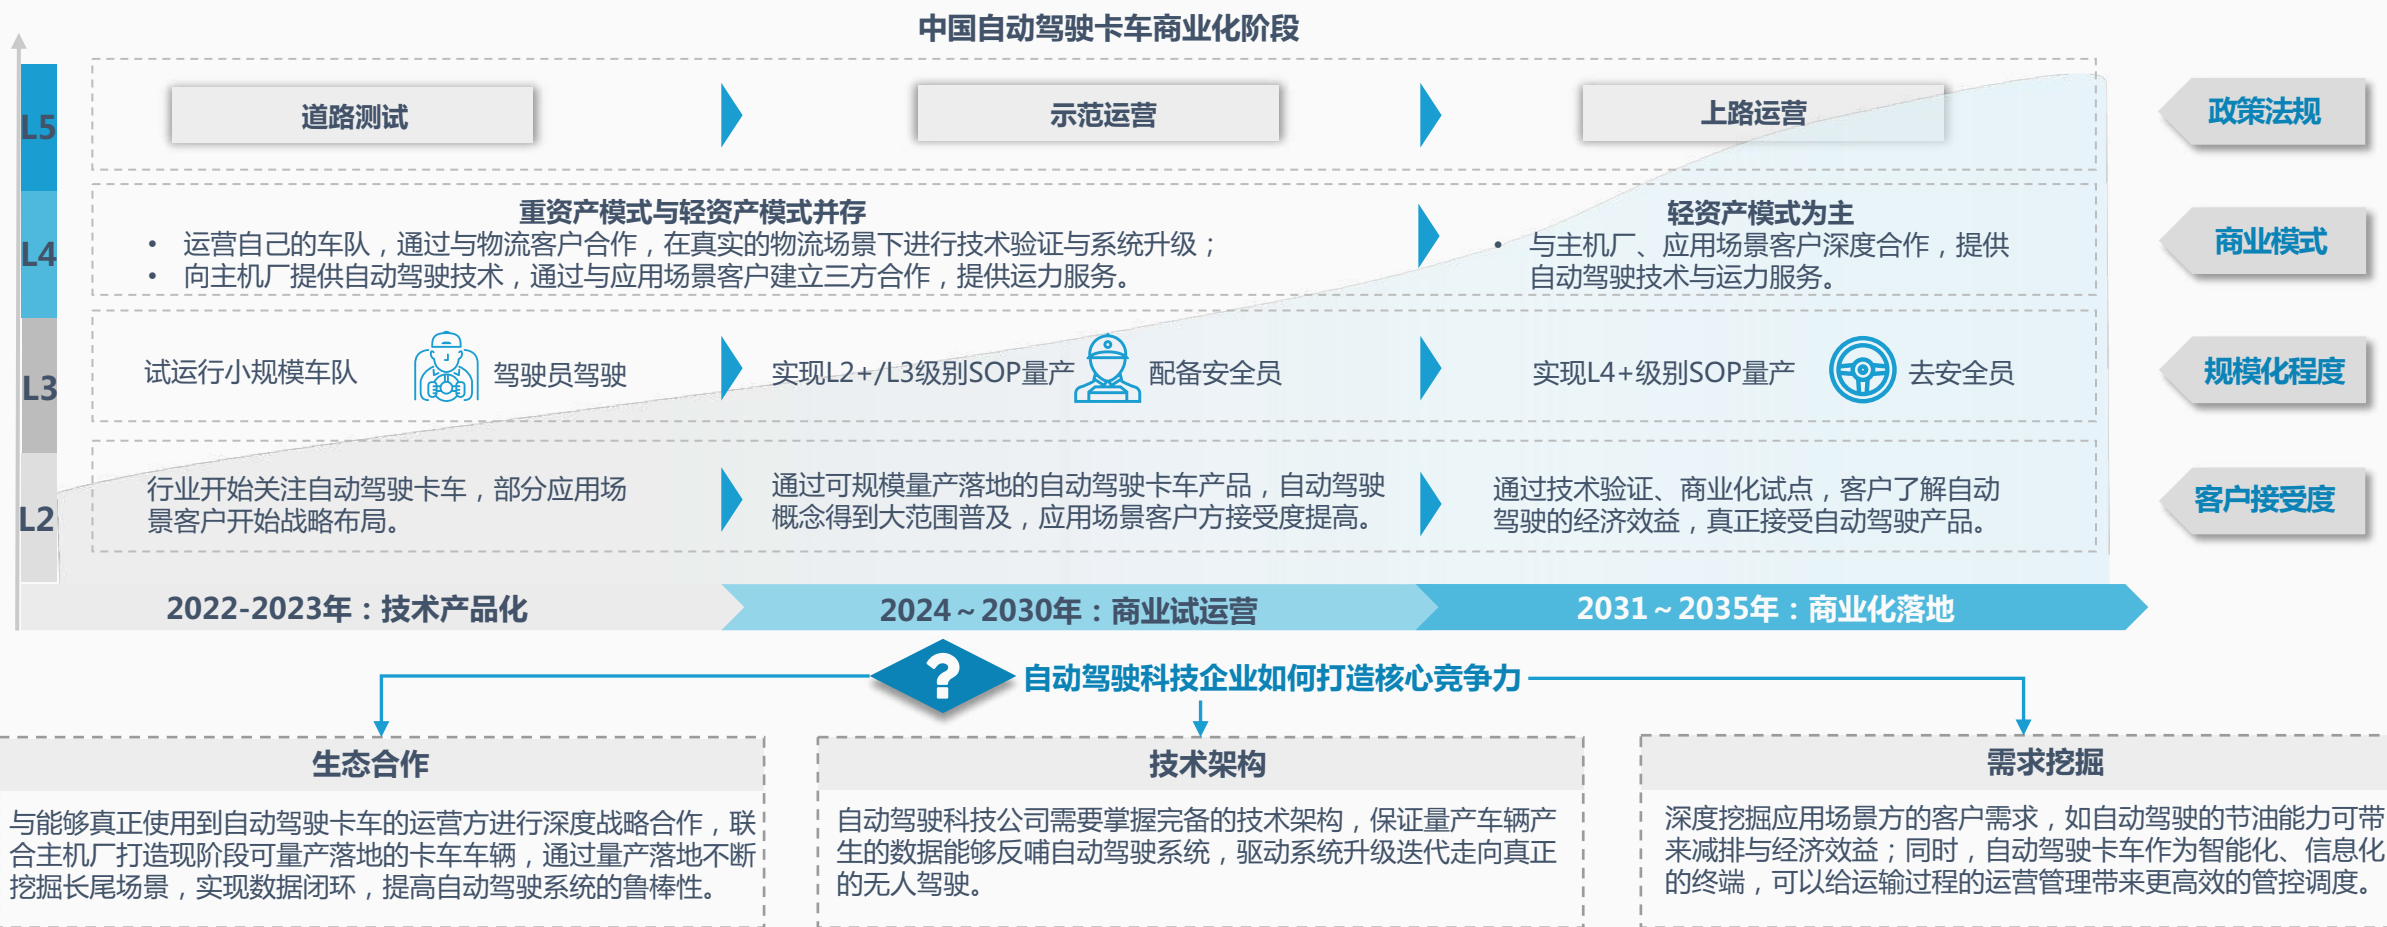 中国自动驾驶卡车商业化阶段
L5
道路测试
示范运营
上路运营
政策法规
L4
重资产模式与轻资产模式并存
• 运营自己的车队，通过与物流客户合作，在真实的物流场景下进行技术验证与系统升级；
• 向主机厂提供自动驾驶技术，通过与应用场景客户建立三方合作，提供运力服务。
轻资产模式为主
• 与主机厂、应用场景客户深度合作，提供
自动驾驶技术与运力服务。
商业模式
L3
试运行小规模车队
驾驶员驾驶
实现L2+/L3级别SOP量产
配备安全员
实现L4+级别SOP量产
去安全员
规模化程度
L2
行业开始关注自动驾驶卡车，部分应用场
景客户开始战略布局。
通过可规模量产落地的自动驾驶卡车产品，自动驾驶
概念得到大范围普及，应用场景客户方接受度提高。
通过技术验证、商业化试点，客户了解自动
驾驶的经济效益，真正接受自动驾驶产品。
客户接受度
2022-2023年：技术产品化
2024～2030年：商业试运营
2031～2035年：商业化落地
?
自动驾驶科技企业如何打造核心竞争力
生态合作
与能够真正使用到自动驾驶卡车的运营方进行深度战略合作，联
合主机厂打造现阶段可量产落地的卡车车辆，通过量产落地不断
挖掘长尾场景，实现数据闭环，提高自动驾驶系统的鲁棒性。
技术架构
自动驾驶科技公司需要掌握完备的技术架构，保证量产车辆产
生的数据能够反哺自动驾驶系统，驱动系统升级迭代走向真正
的无人驾驶。
需求挖掘
深度挖掘应用场景方的客户需求，如自动驾驶的节油能力可带
来减排与经济效益；同时，自动驾驶卡车作为智能化、信息化
的终端，可以给运输过程的运营管理带来更高效的管控调度。